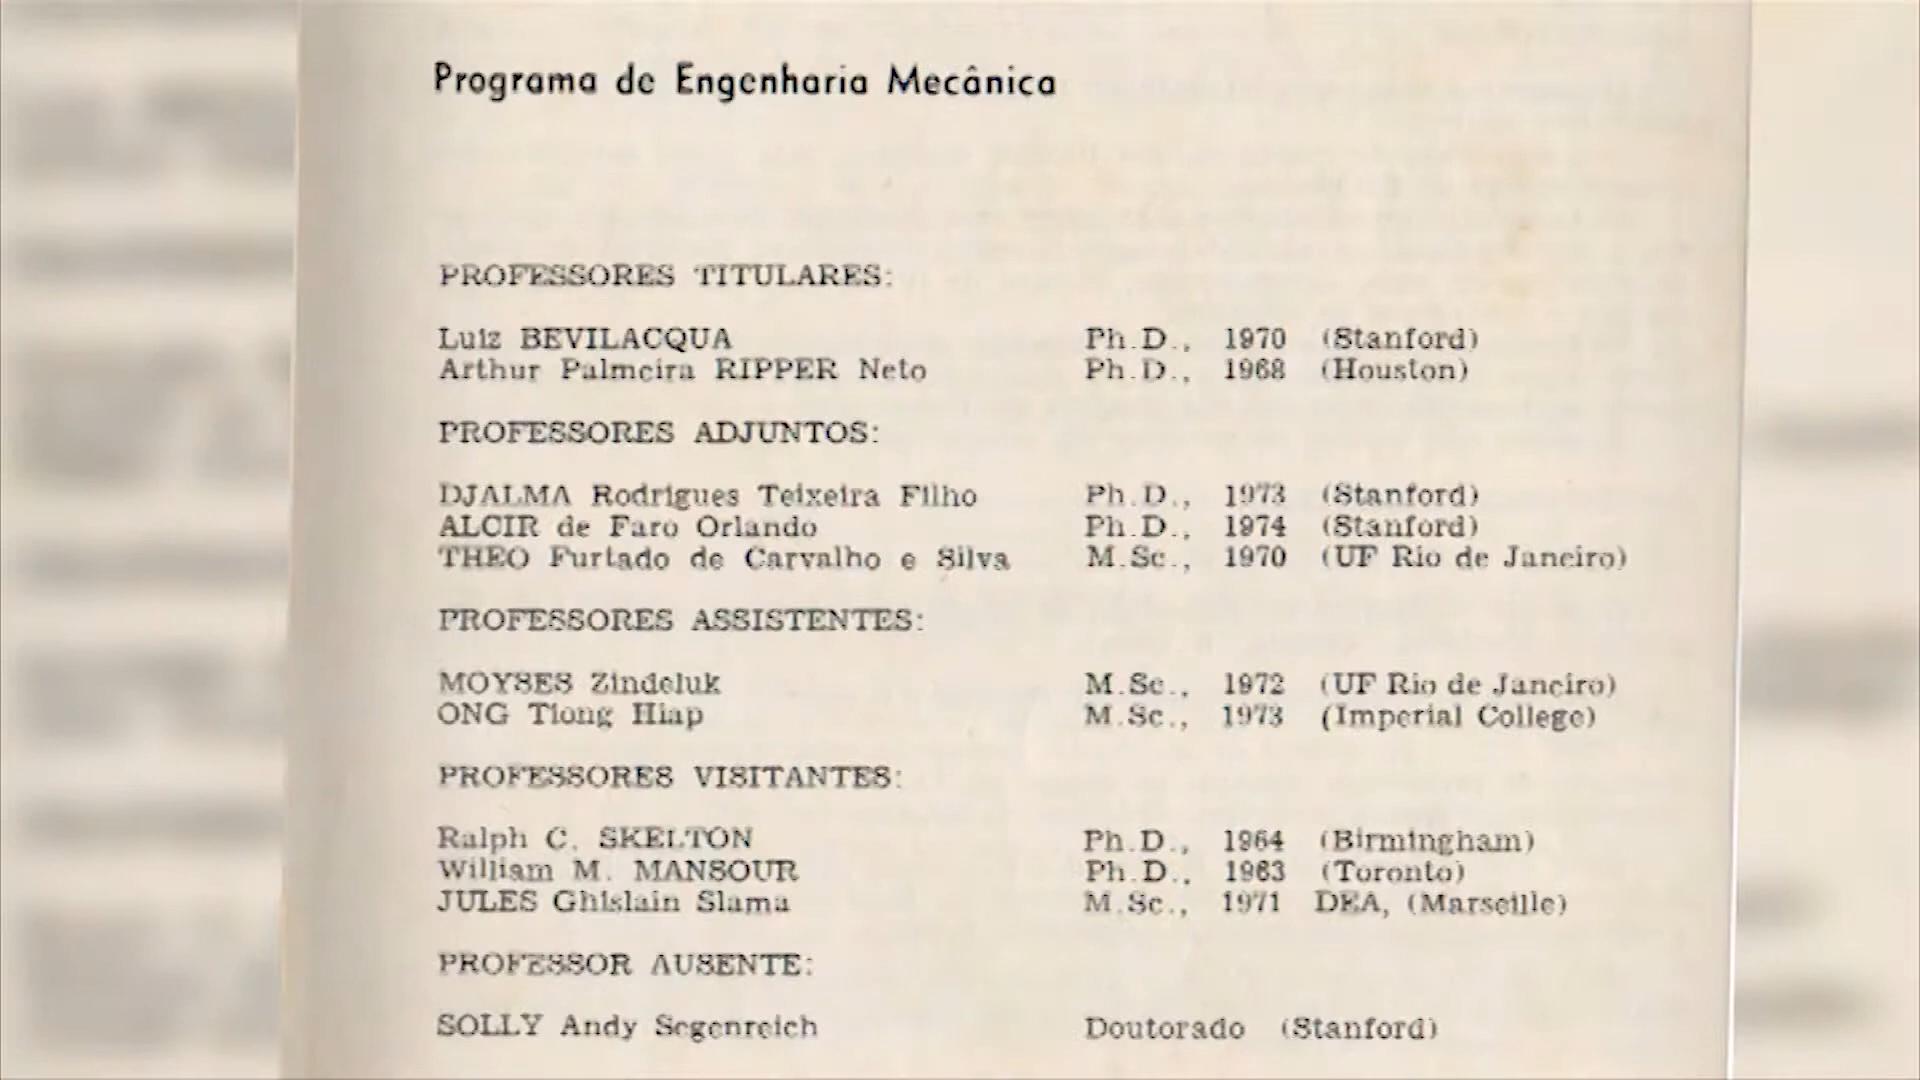 Programa de Engenharia Mecânica
PROFESSORES TITULARES:
Luiz BEVILACQUA Ph.D., 1970 (Stanford)
Arthur Palmeira RIPPER Neto Ph.D., 1968 (Houston)
PROFESSORES ADJUNTOS:
DJALMA Rodrigues Teixeira Filho Ph.D., 1973 (Stanford)
ALCIR de Faro Orlando Ph.D., 1974 (Stanford)
THEO Furtado de Carvalho e Silva M.Sc., 1970 (UF Rio de Janeiro)
PROFESSORES ASSISTENTES:
MOYSES Zindeluk M.Sc., 1972 (UF Rio de Janeiro)
ONG Tiong Hiap M.Sc., 1973 (Imperial College)
PROFESSORES VISITANTES:
Ralph C. SKELTON Ph.D., 1964 (Birmingham)
William M. MANSOUR Ph.D., 1963 (Toronto)
JULES Ghislain Slama M.Sc., 1971 DEA, (Marseille)
PROFESSOR AUSENTE:
SOLLY Andy Segenreich Doutorado (Stanford)